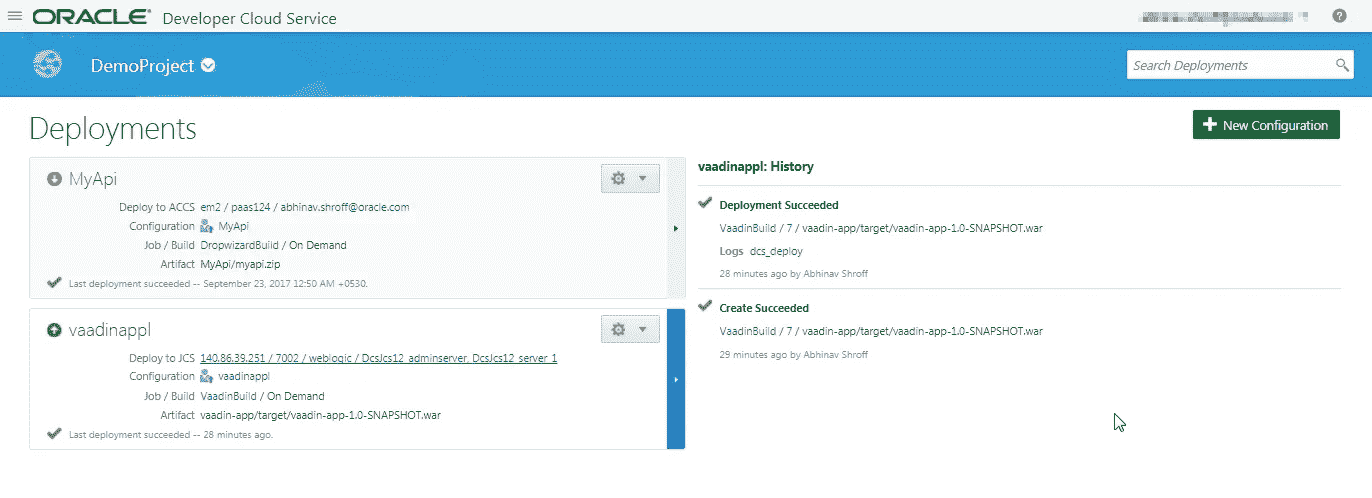 ORACLE® Developer Cloud Service
DemoProject
Search Deployments
Deployments
New Configuration
MyApi
Deploy to ACCS em2 / paas124 / abhinav.shroff@oracle.com
Configuration MyApi
Job / Build DropwizardBuild / On Demand
Artifact MyApi/myapi.zip
Last deployment succeeded -- September 23, 2017 12:50 AM +0530.
vaadinappl
Deploy to JCS 140.86.39.251 / 7002 / weblogic / DcsJcs12_adminserver, DcsJcs12_server_1
Configuration vaadinappl
Job / Build VaadinBuild / On Demand
Artifact vaadin-app/target/vaadin-app-1.0-SNAPSHOT.war
Last deployment succeeded -- 28 minutes ago.
vaadinappl: History
Deployment Succeeded
VaadinBuild / 7 / vaadin-app/target/vaadin-app-1.0-SNAPSHOT.war
Logs dcs_deploy
28 minutes ago by Abhinav Shroff
Create Succeeded
VaadinBuild / 7 / vaadin-app/target/vaadin-app-1.0-SNAPSHOT.war
29 minutes ago by Abhinav Shroff